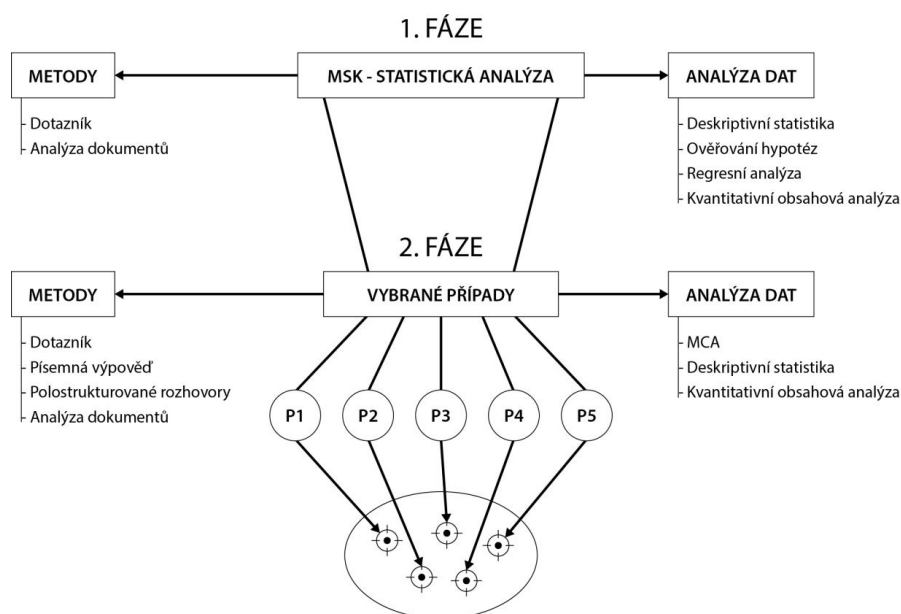 1. FÁZE
METODY
MSK - STATISTICKÁ ANALÝZA
ANALÝZA DAT
- Dotazník
- Analýza dokumentů
- Deskriptivní statistika
- Ověřování hypotéz
- Regresní analýza
- Kvantitativní obsahová analýza
2. FÁZE
METODY
VYBRANÉ PŘÍPADY
ANALÝZA DAT
- Dotazník
- Písemná výpověď
- Polostrukturované rozhovory
- Analýza dokumentů
- MCA
- Deskriptivní statistika
- Kvantitativní obsahová analýza
P1
P2
P3
P4
P5